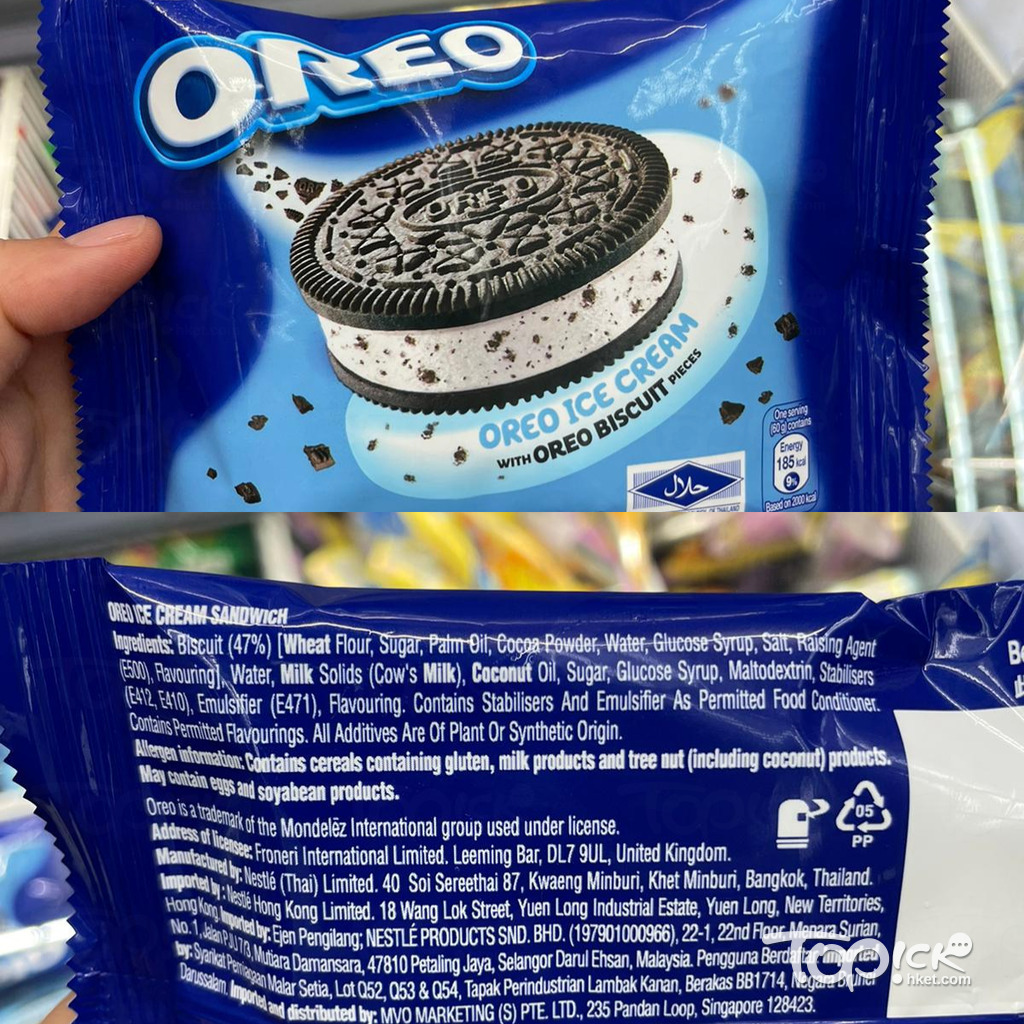 OREO
OREO
OREO ICE CREAM
WITH OREO BISCUIT PIECES
One serving
(60 g) contains
Energy
185 kcal
9%
Based on 2000 kcal
حلال
OREO ICE CREAM SANDWICH
Ingredients: Biscuit (47%) [Wheat Flour, Sugar, Palm Oil, Cocoa Powder, Water, Glucose Syrup, Salt, Raising Agent
(E500), Flavouring], Water, Milk Solids (Cow's Milk), Coconut Oil, Sugar, Glucose Syrup, Maltodextrin, Stabilisers
(E412, E410), Emulsifier (E471), Flavouring. Contains Stabilisers And Emulsifier As Permitted Food Conditioner.
Contains Permitted Flavourings. All Additives Are Of Plant Or Synthetic Origin.
Allergen information: Contains cereals containing gluten, milk products and tree nut (including coconut) products.
May contain eggs and soyabean products.
Oreo is a trademark of the Mondelēz International group used under license.
Address of licensee: Froneri International Limited. Leeming Bar, DL7 9UL, United Kingdom.
Manufactured by: Nestlé (Thai) Limited. 40 Soi Sereethai 87, Kwaeng Minburi, Khet Minburi, Bangkok, Thailand.
Imported by: Nestlé Hong Kong Limited. 18 Wang Lok Street, Yuen Long Industrial Estate, Yuen Long, New Territories,
Hong Kong. Imported by: Ejen Pengilang; NESTLÉ PRODUCTS SND. BHD. (197901000966), 22-1, 22nd Floor, Menara Surian,
No. 1, Jalan PJU 7/3, Mutiara Damansara, 47810 Petaling Jaya, Selangor Darul Ehsan, Malaysia. Pengguna Berdaftar Imported
by: Syarikat Perniagaan Malar Setia, Lot Q52, Q53 & Q54, Tapak Perindustrian Lambak Kanan, Berakas BB1714, Negara Brunei
Darussalam. Imported and distributed by: MVO MARKETING (S) PTE. LTD., 235 Pandan Loop, Singapore 128423.
05
PP
TOPICK
hket.com